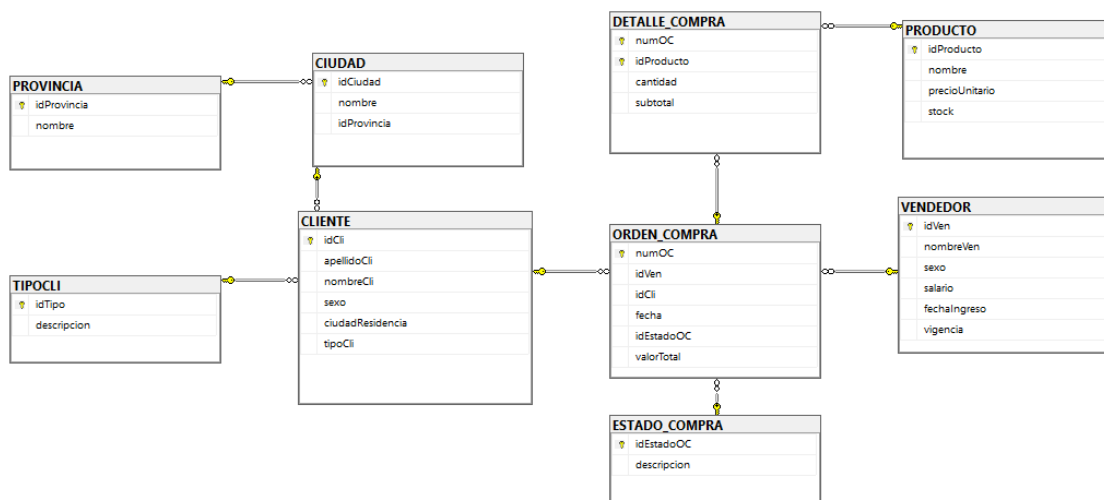 PROVINCIA
idProvincia
nombre
CIUDAD
idCiudad
nombre
idProvincia
TIPOCLI
idTipo
descripcion
CLIENTE
idCli
apellidoCli
nombreCli
sexo
ciudadResidencia
tipoCli
DETALLE_COMPRA
numOC
idProducto
cantidad
subtotal
PRODUCTO
idProducto
nombre
precioUnitario
stock
ORDEN_COMPRA
numOC
idVen
idCli
fecha
idEstadoOC
valorTotal
VENDEDOR
idVen
nombreVen
sexo
salario
fechaIngreso
vigencia
ESTADO_COMPRA
idEstadoOC
descripcion